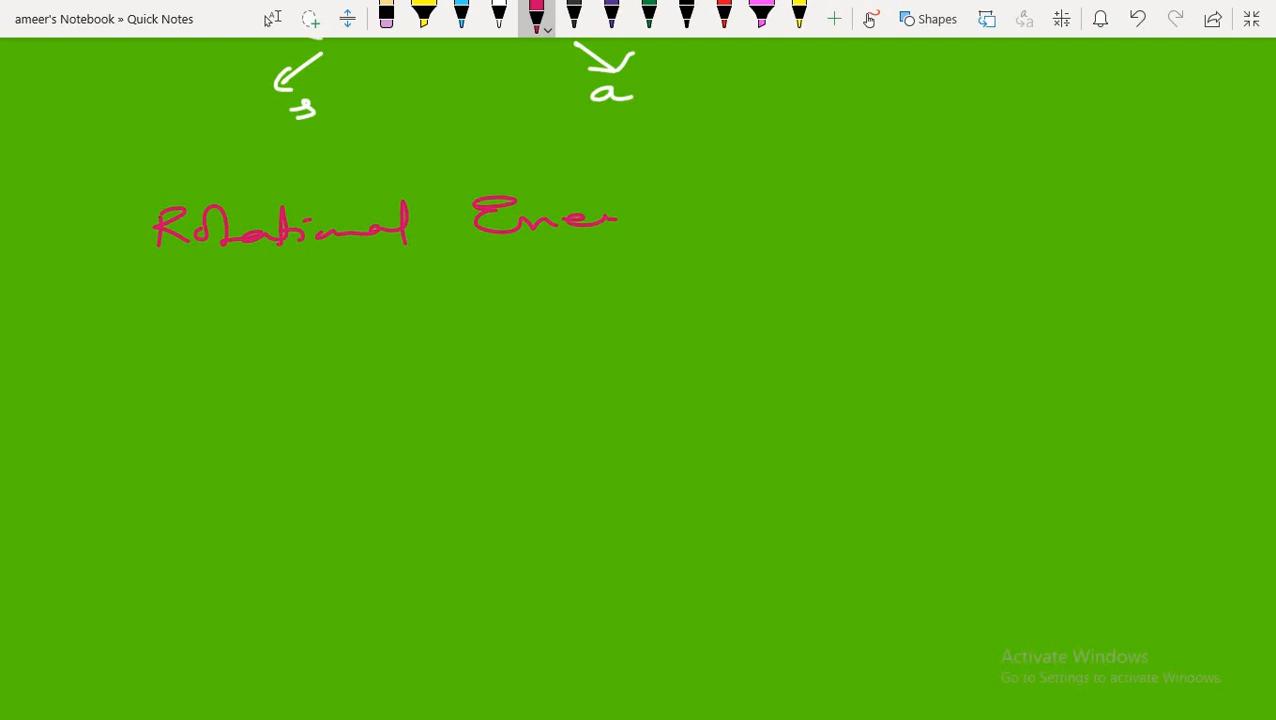 ameer's Notebook » Quick Notes
Shapes
s a
Rotational Ener
Activate Windows
Go to Settings to activate Windows.